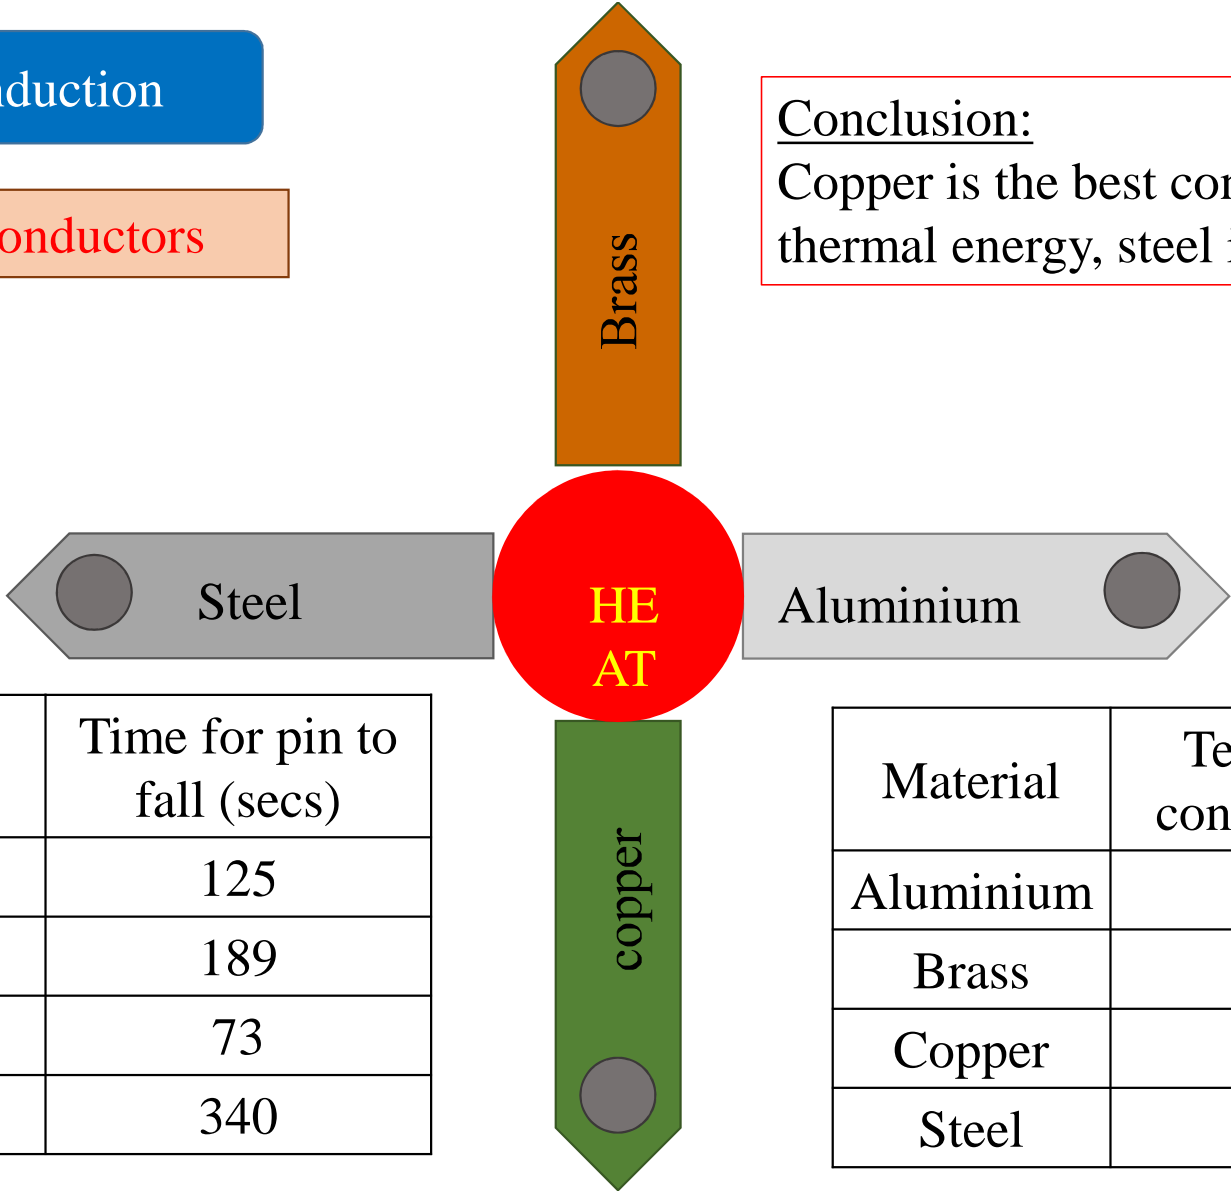 nduction
onductors
Conclusion:
Copper is the best con
thermal energy, steel i
Brass
Steel
HE
AT
Aluminium
copper
Time for pin to
fall (secs)
125
189
73
340
Material
Te
con
Aluminium
Brass
Copper
Steel